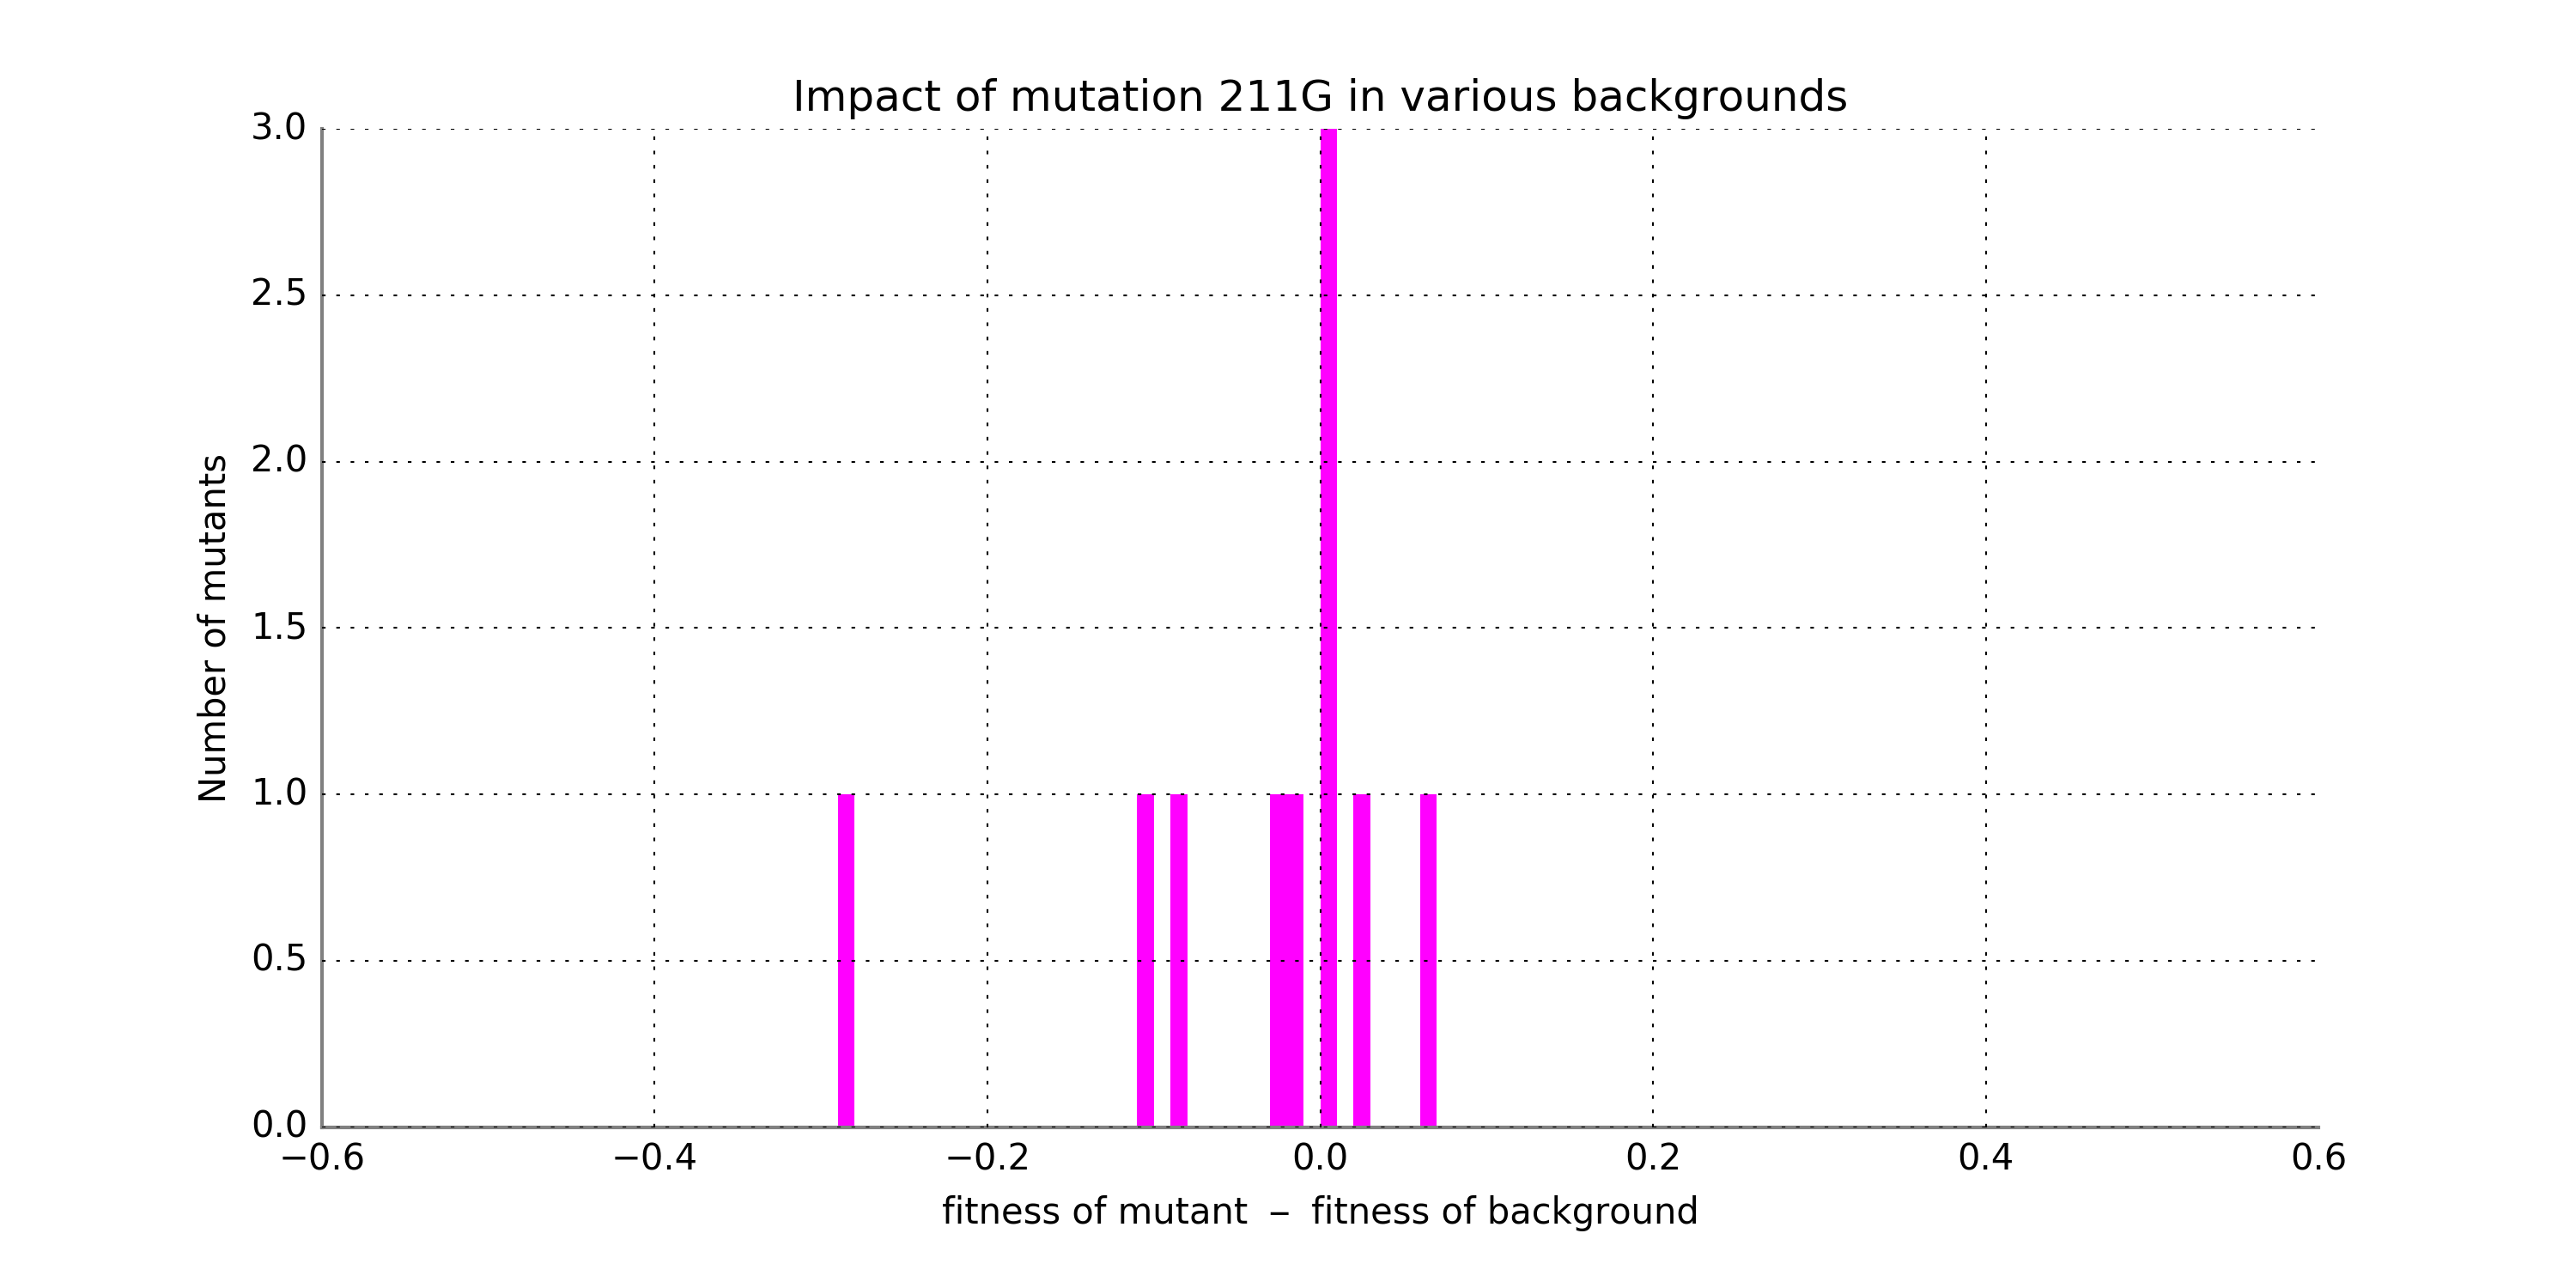 Impact of mutation 211G in various backgrounds
3.0
2.5
2.0
1.5
1.0
0.5
0.0
Number of mutants
−0.6 −0.4 −0.2 0.0 0.2 0.4 0.6
fitness of mutant − fitness of background